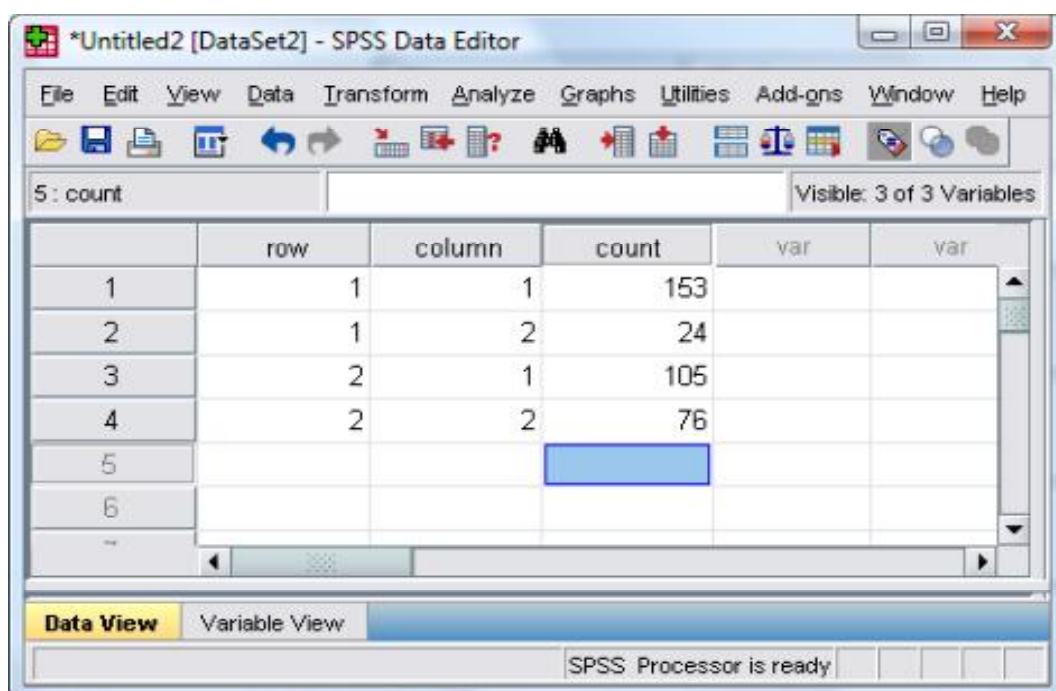 *Untitled2 [DataSet2] - SPSS Data Editor
File Edit View Data Transform Analyze Graphs Utilities Add-ons Window Help
5 : count Visible: 3 of 3 Variables
row column count var var
1 1 1 153
2 1 2 24
3 2 1 105
4 2 2 76
5
6
Data View Variable View
SPSS Processor is ready